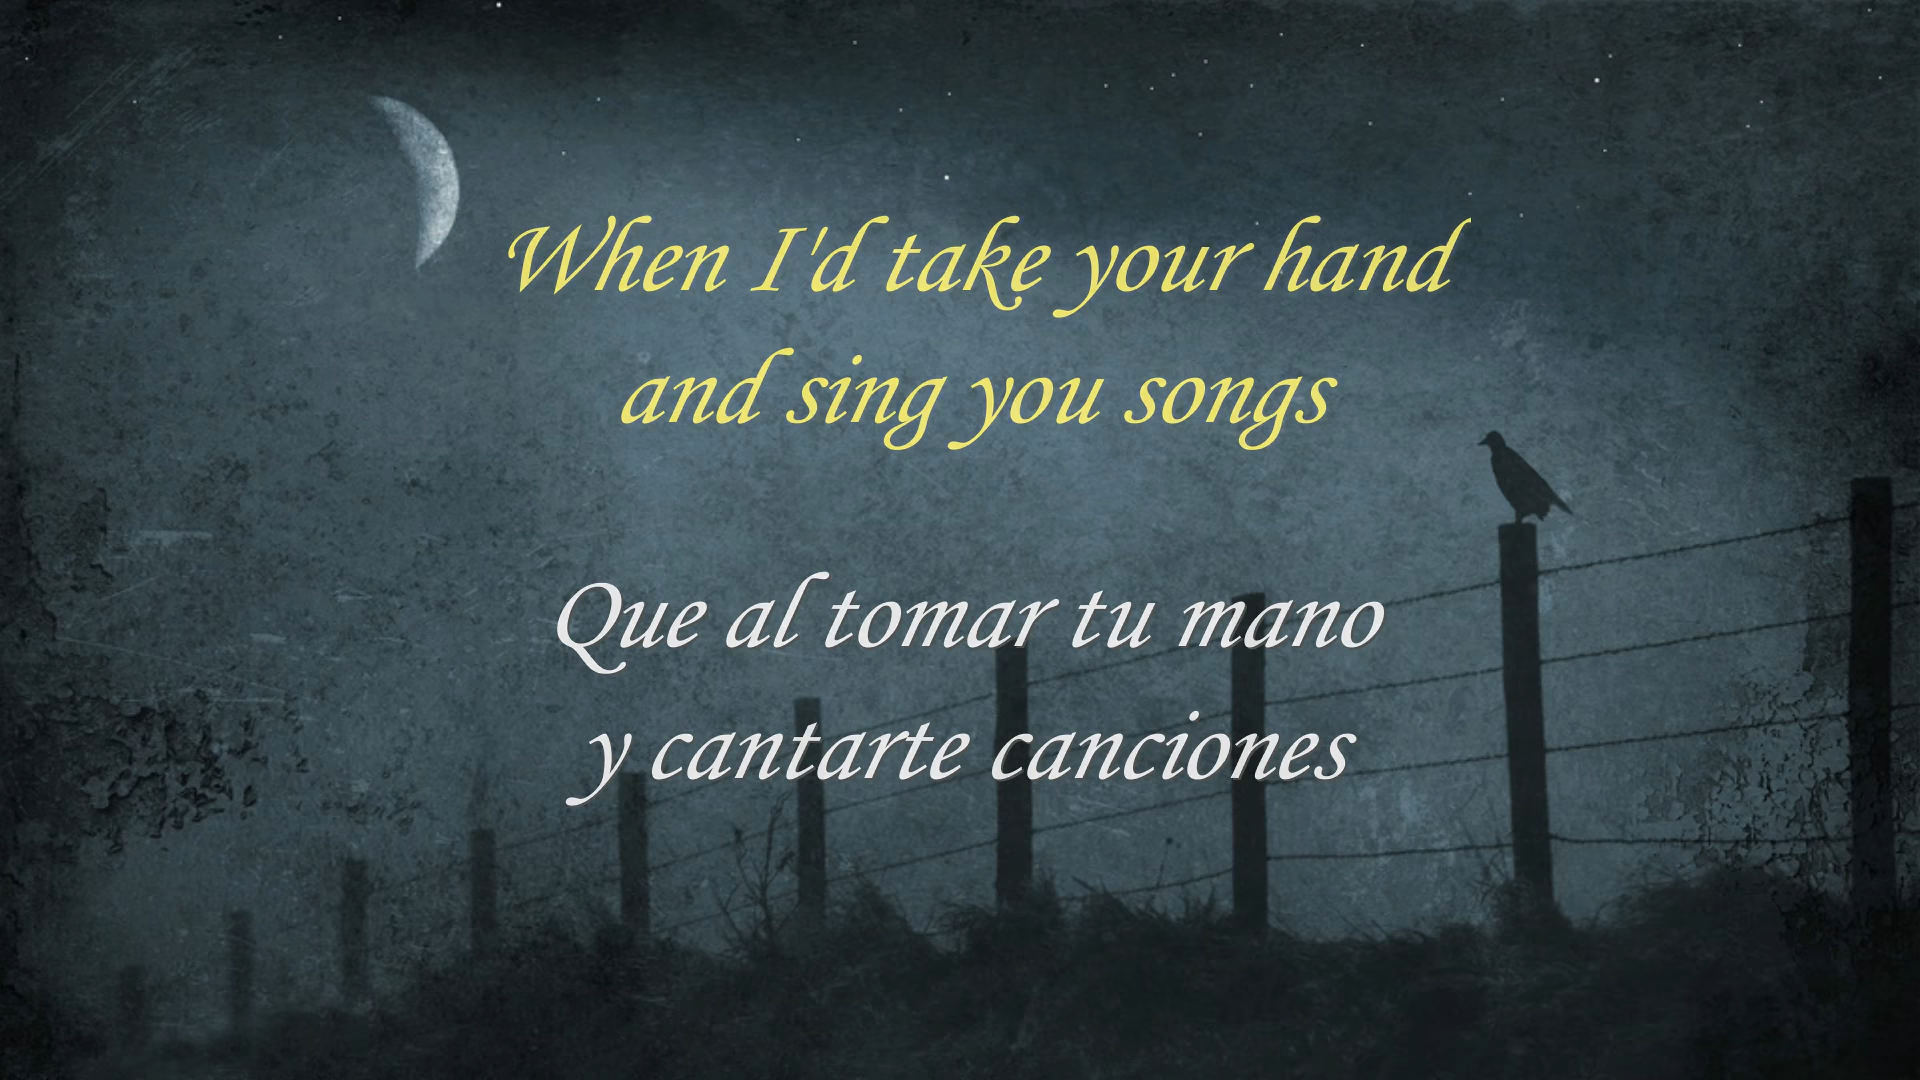 When I'd take your hand
and sing you songs
Que al tomar tu mano
y cantarte canciones